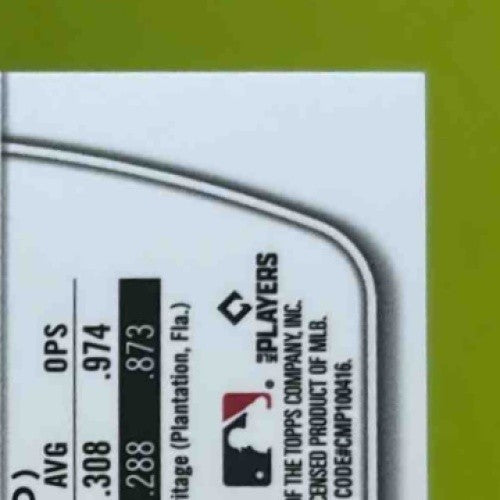 P)
AVG OPS
.308 .974
.288 .873
itage (Plantation, Fla.)
PLAYERS
OF THE TOPPS COMPANY, INC.
ENSED PRODUCT OF MLB.
CODE#CMP100416.